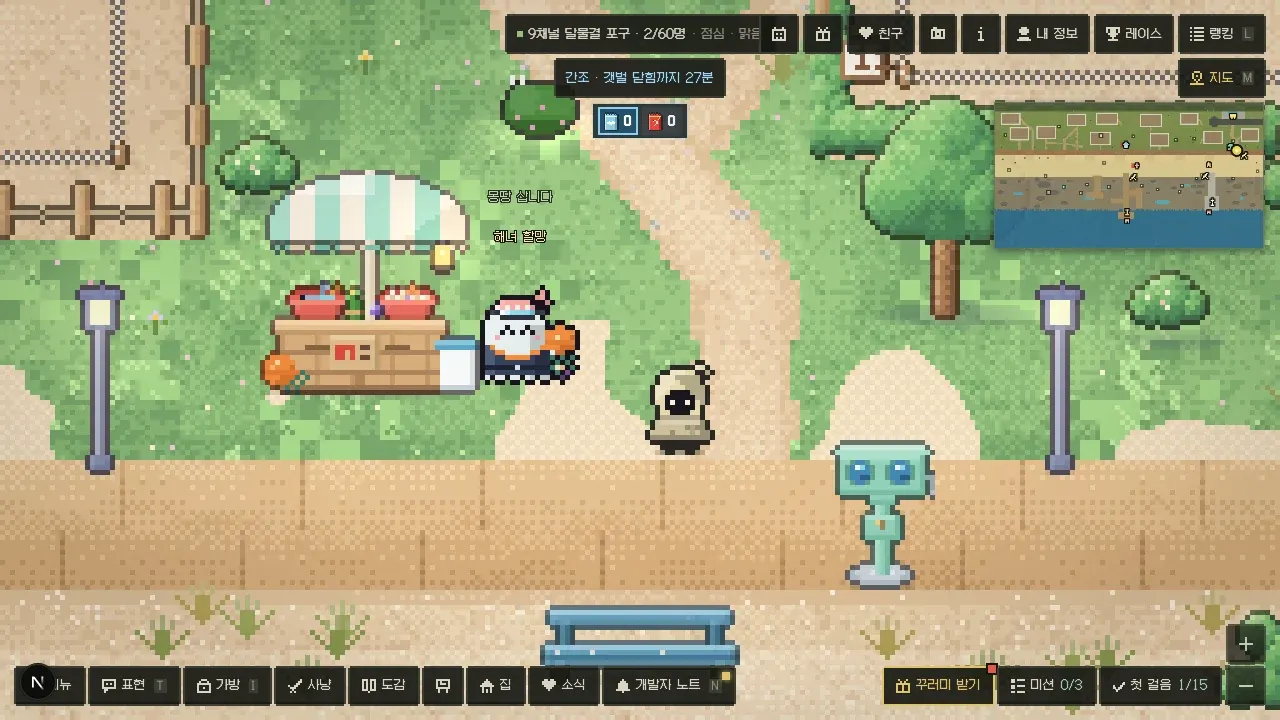 9채널 달물결 포구 · 2/60명 · 점심 · 맑음
친구
i
내 정보
레이스
랭킹 L
간조 · 갯벌 닫힘까지 27분
지도 M
0
0
몽땅 삽니다
해녀 할망
N
뉴
표현 T
가방 I
사냥
도감
집
소식
개발자 노트 N
꾸러미 받기
미션 0/3
첫 걸음 1/15